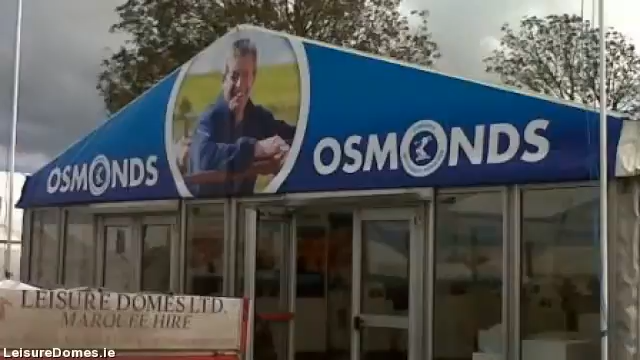 OSMONDS
OSMONDS
LEISURE DOMES LTD.
MARQUEE HIRE
LeisureDomes.ie